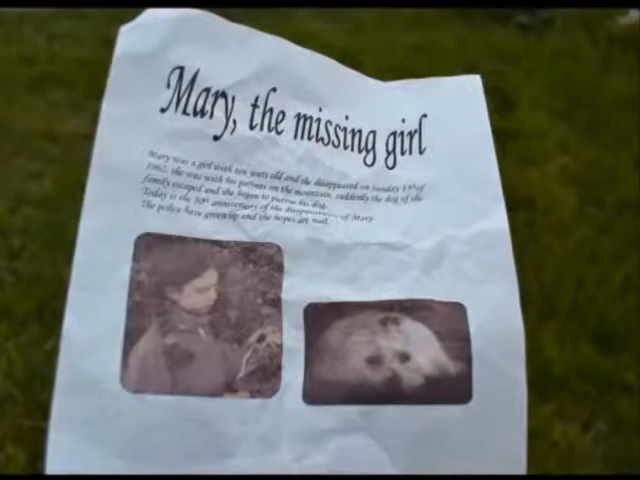 Mary, the missing girl
Mary was a girl with ten years old and she disappeared on Sunday 13th of
1982, she was with his parents on the mountain, suddenly the dog of the
family escaped and she began to pursue his dog.
Today is the 30th anniversary of the disappearance of Mary
The police have given up and the hopes are null.